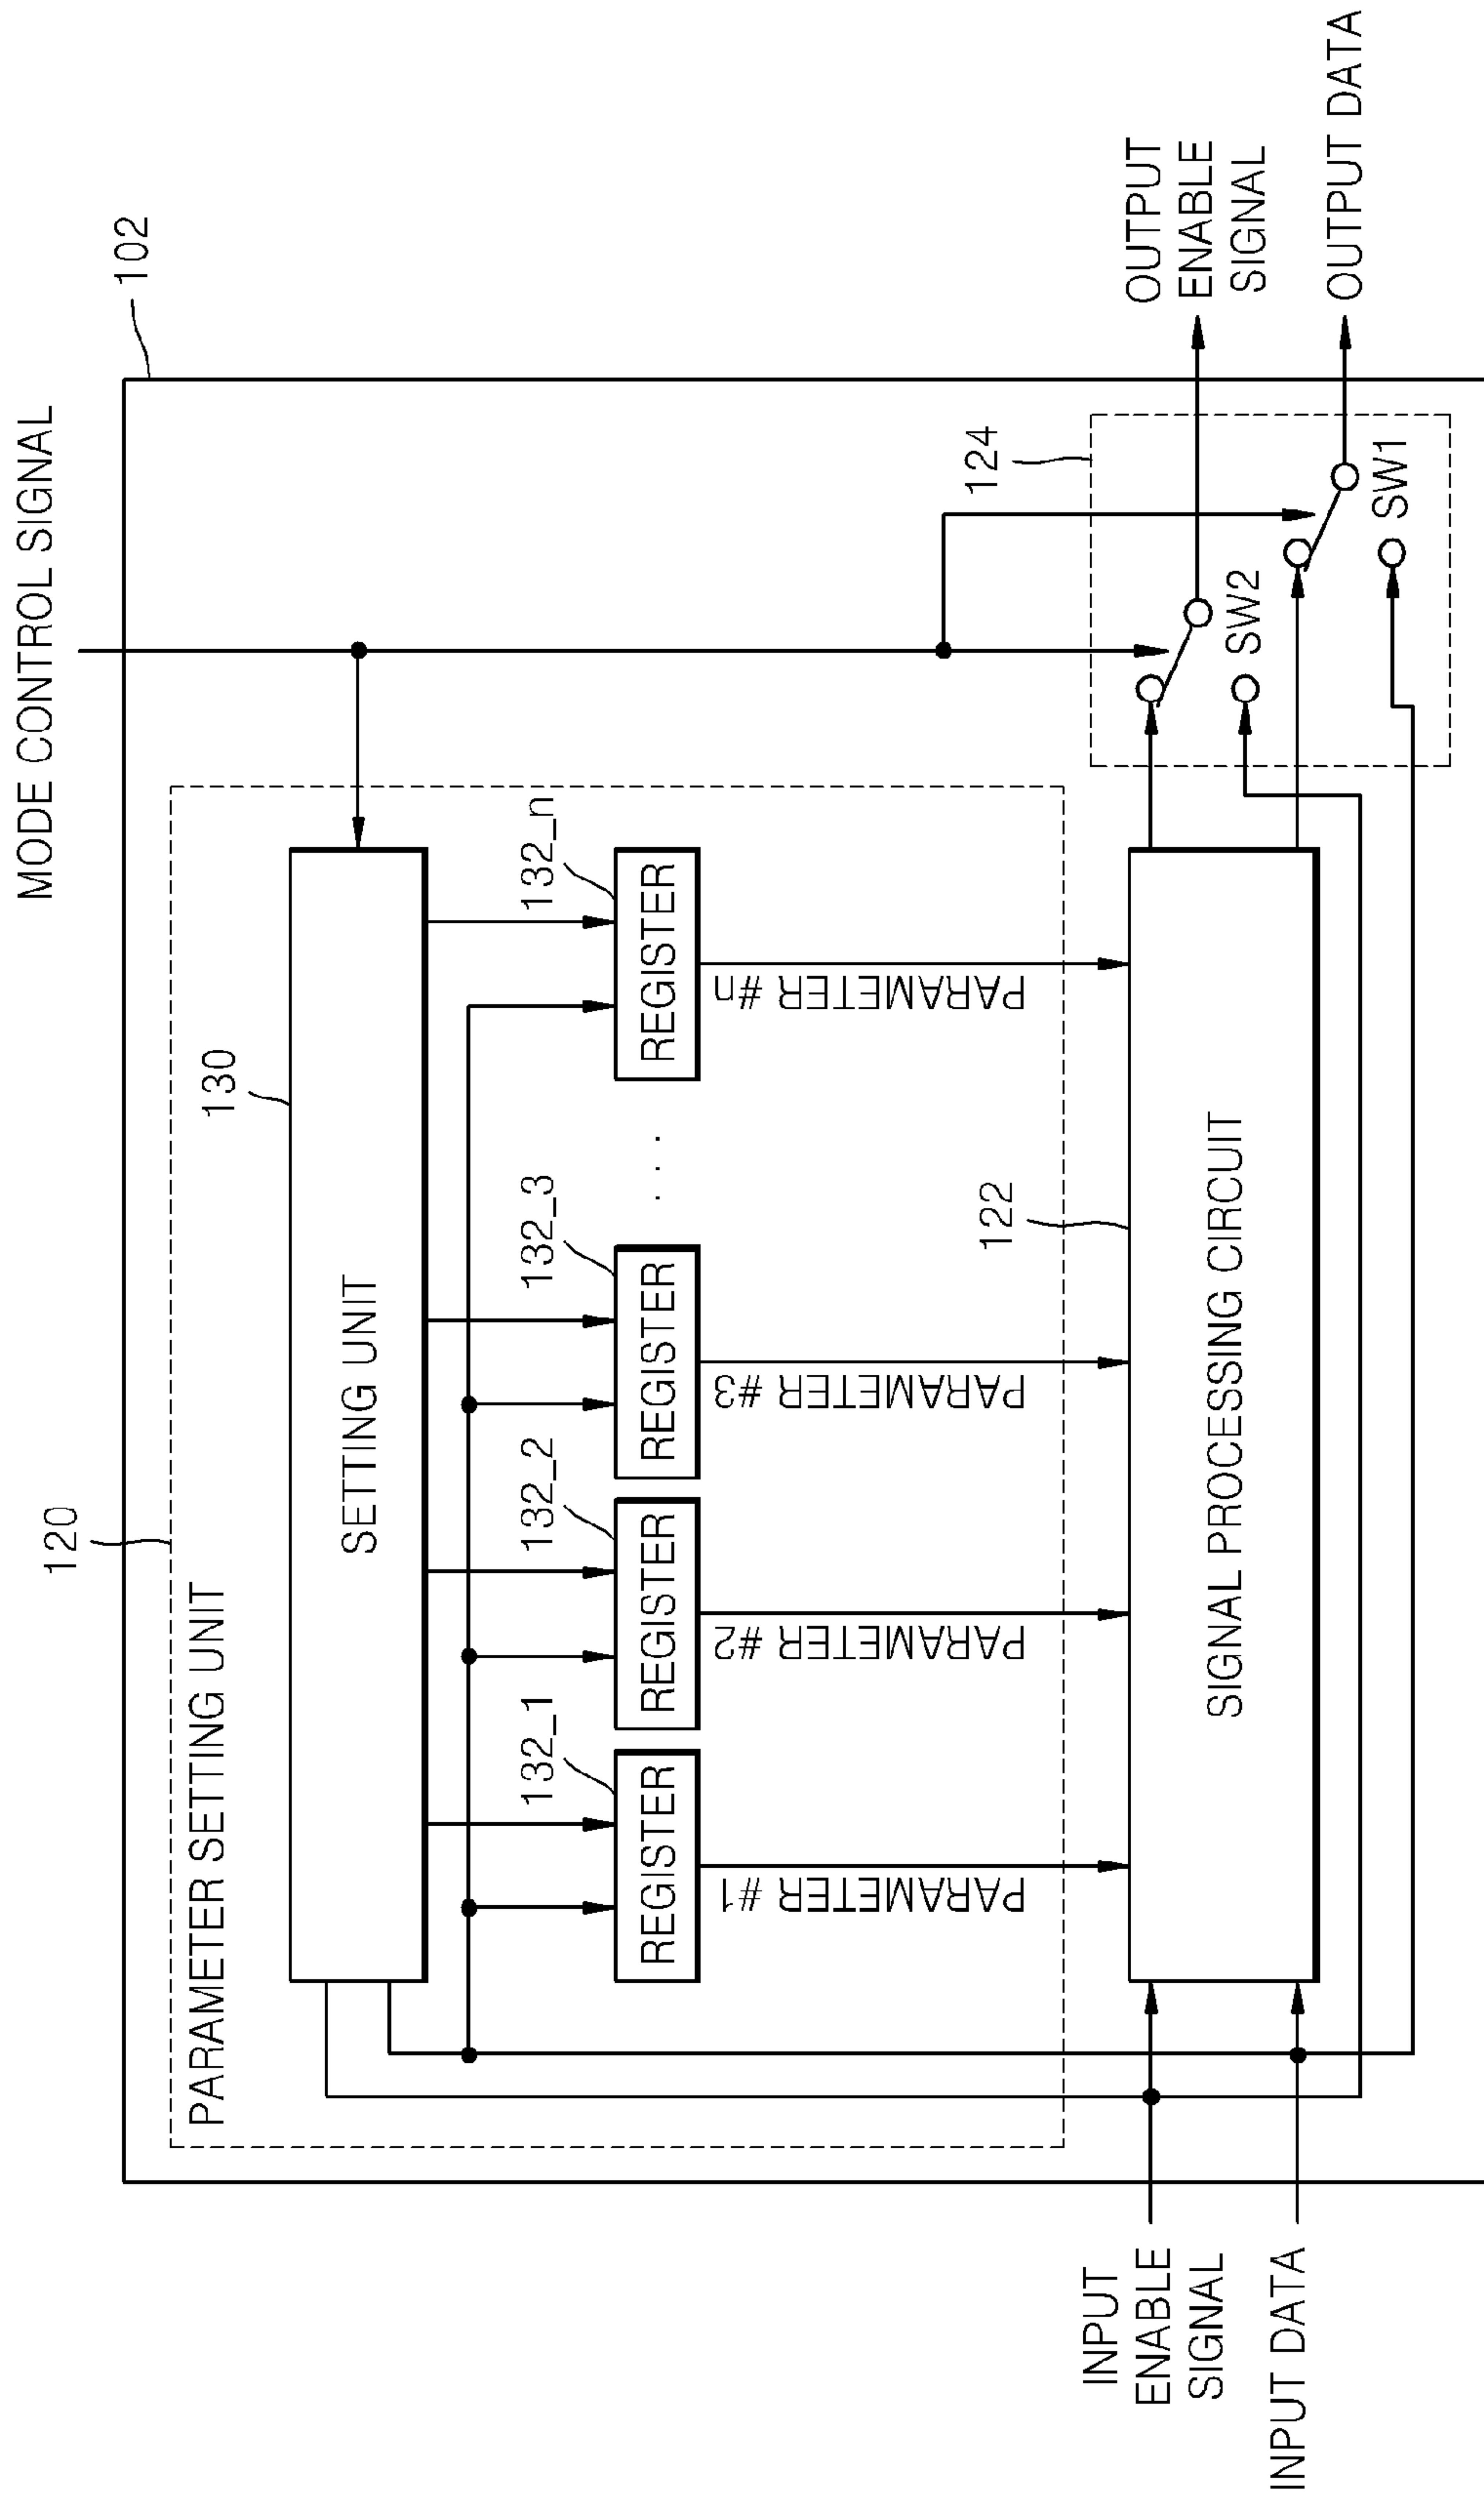 MODE CONTROL SIGNAL
102
120
PARAMETER SETTING UNIT
130
SETTING UNIT
132_1
132_2
132_3
132_n
REGISTER
REGISTER
REGISTER
. . .
REGISTER
PARAMETER #1
PARAMETER #2
PARAMETER #3
PARAMETER #n
122
124
INPUT
ENABLE
SIGNAL
INPUT DATA
SIGNAL PROCESSING CIRCUIT
SW2
SW1
OUTPUT
ENABLE
SIGNAL
OUTPUT DATA